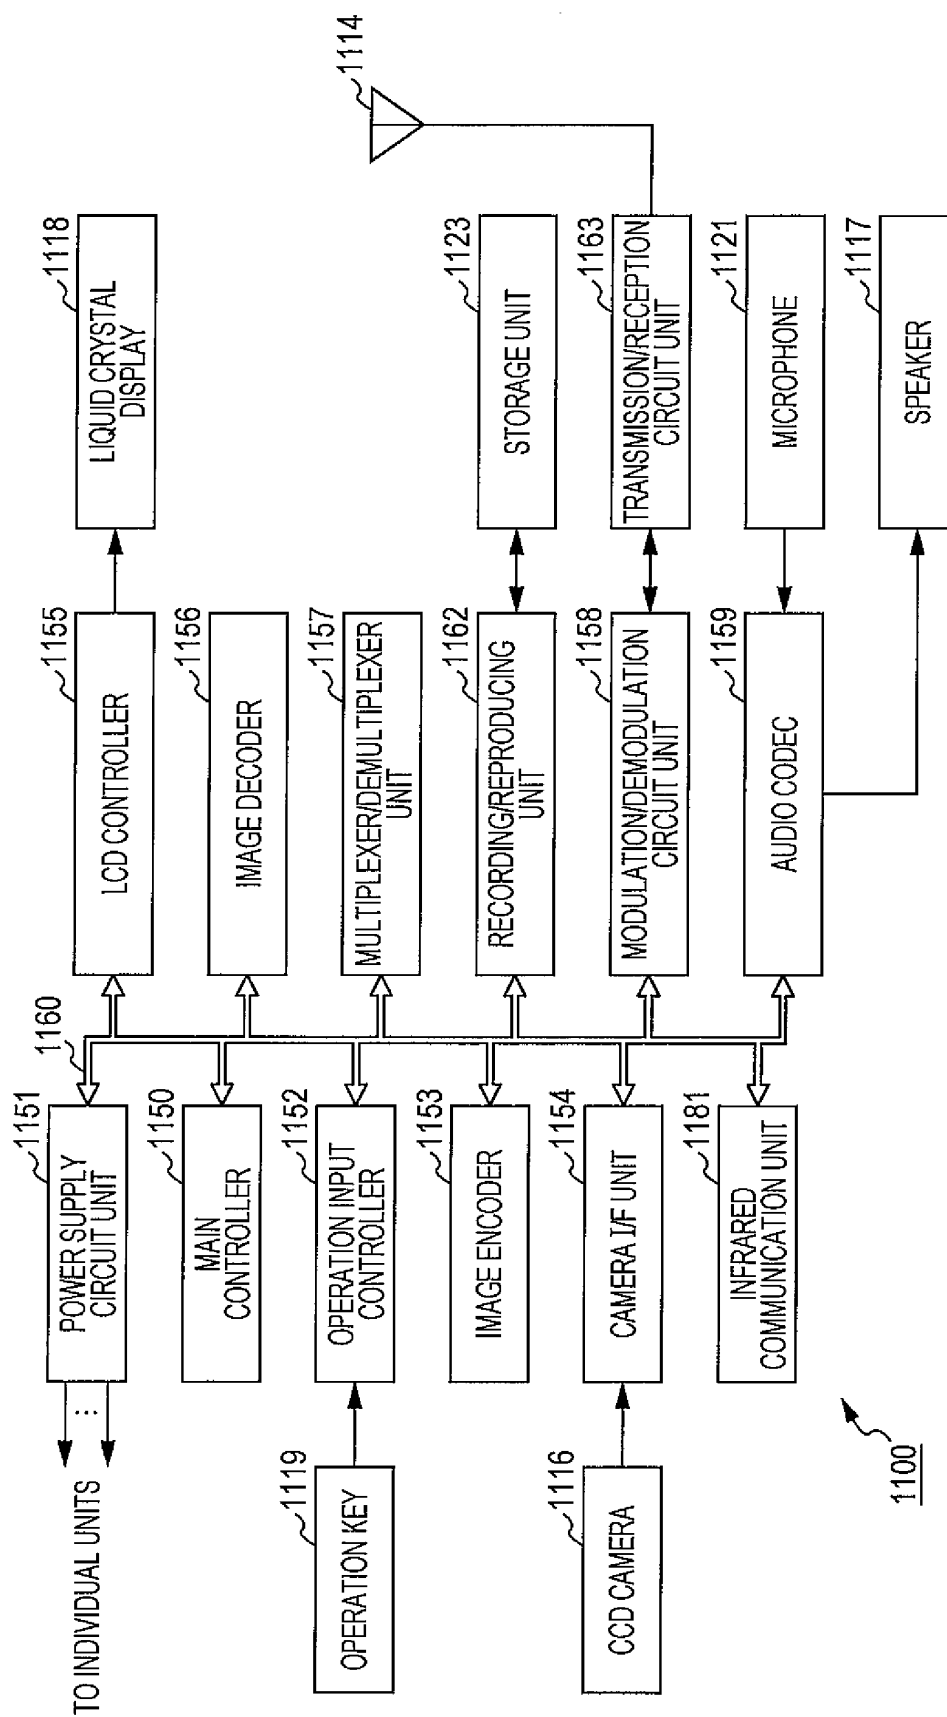 1100
TO INDIVIDUAL UNITS
...
POWER SUPPLY
CIRCUIT UNIT
1151
1160
LCD CONTROLLER
1155
LIQUID CRYSTAL
DISPLAY
1118
MAIN
CONTROLLER
1150
IMAGE DECODER
1156
OPERATION KEY
1119
OPERATION INPUT
CONTROLLER
1152
MULTIPLEXER/DEMULTIPLEXER
UNIT
1157
IMAGE ENCODER
1153
RECORDING/REPRODUCING
UNIT
1162
STORAGE UNIT
1123
CCD CAMERA
1116
CAMERA I/F UNIT
1154
MODULATION/DEMODULATION
CIRCUIT UNIT
1158
TRANSMISSION/RECEPTION
CIRCUIT UNIT
1163
1114
INFRARED
COMMUNICATION UNIT
1181
AUDIO CODEC
1159
MICROPHONE
1121
SPEAKER
1117